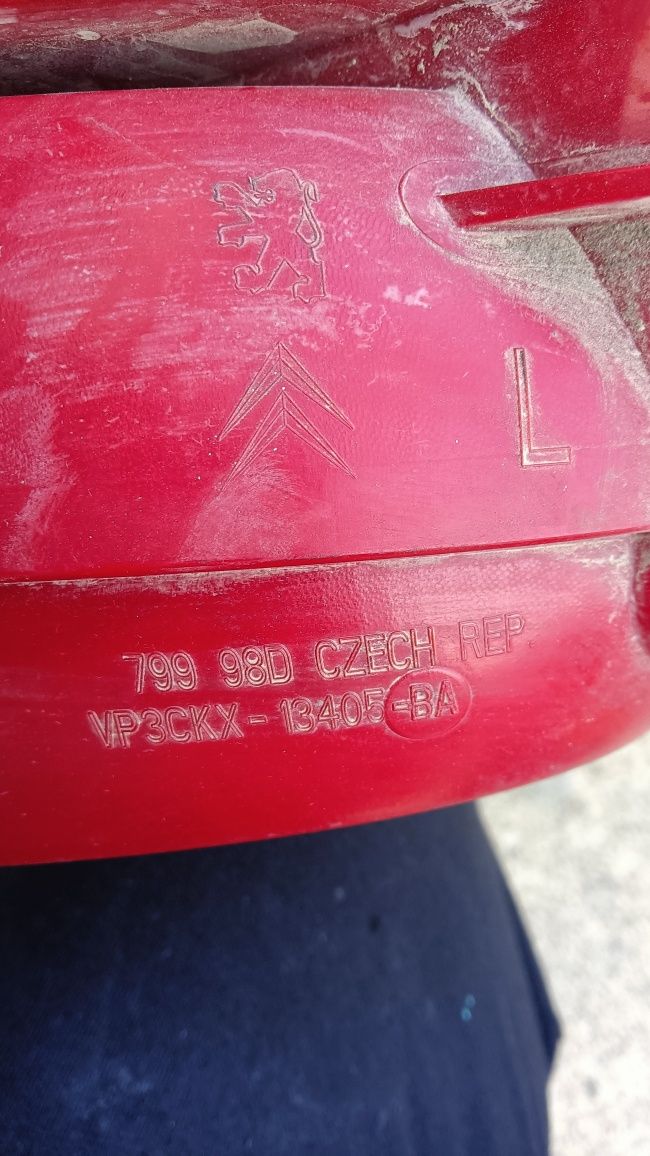 L
799 98D CZECH REP.
VP3CKX-13405-BA